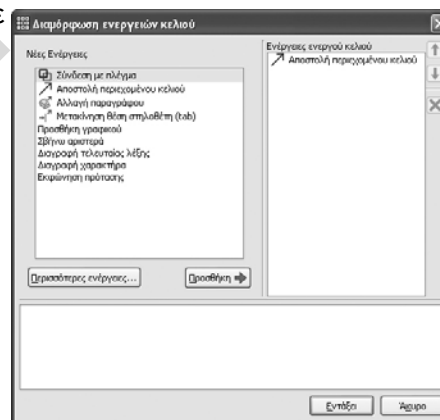 ε
Διαμόρφωση ενεργειών κελιού
Νέες Ενέργειες
Σύνδεση με πλέγμα
Αποστολή περιεχομένου κελιού
Αλλαγή παραγράφου
Μετακίνηση θέση στηλοθέτη (tab)
Προσθήκη γραφικού
Σβήνω αριστερά
Διαγραφή τελευταίας λέξης
Διαγραφή χαρακτήρα
Εκφώνηση πρότασης
Περισσότερες ενέργειες...
Προσθήκη
Ενέργειες ενεργού κελιού
Αποστολή περιεχομένου κελιού
Εντάξει
Άκυρο